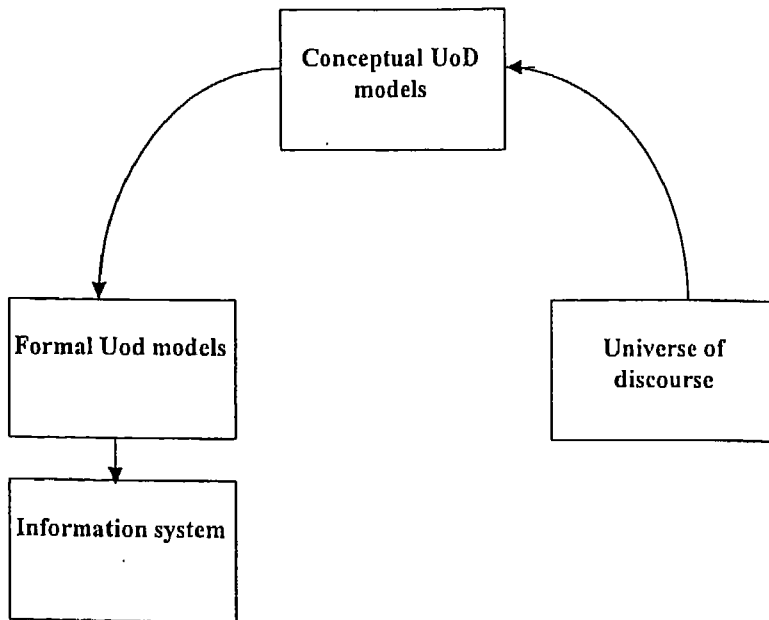 Conceptual UoD
models
Formal Uod models
Universe of
discourse
Information system